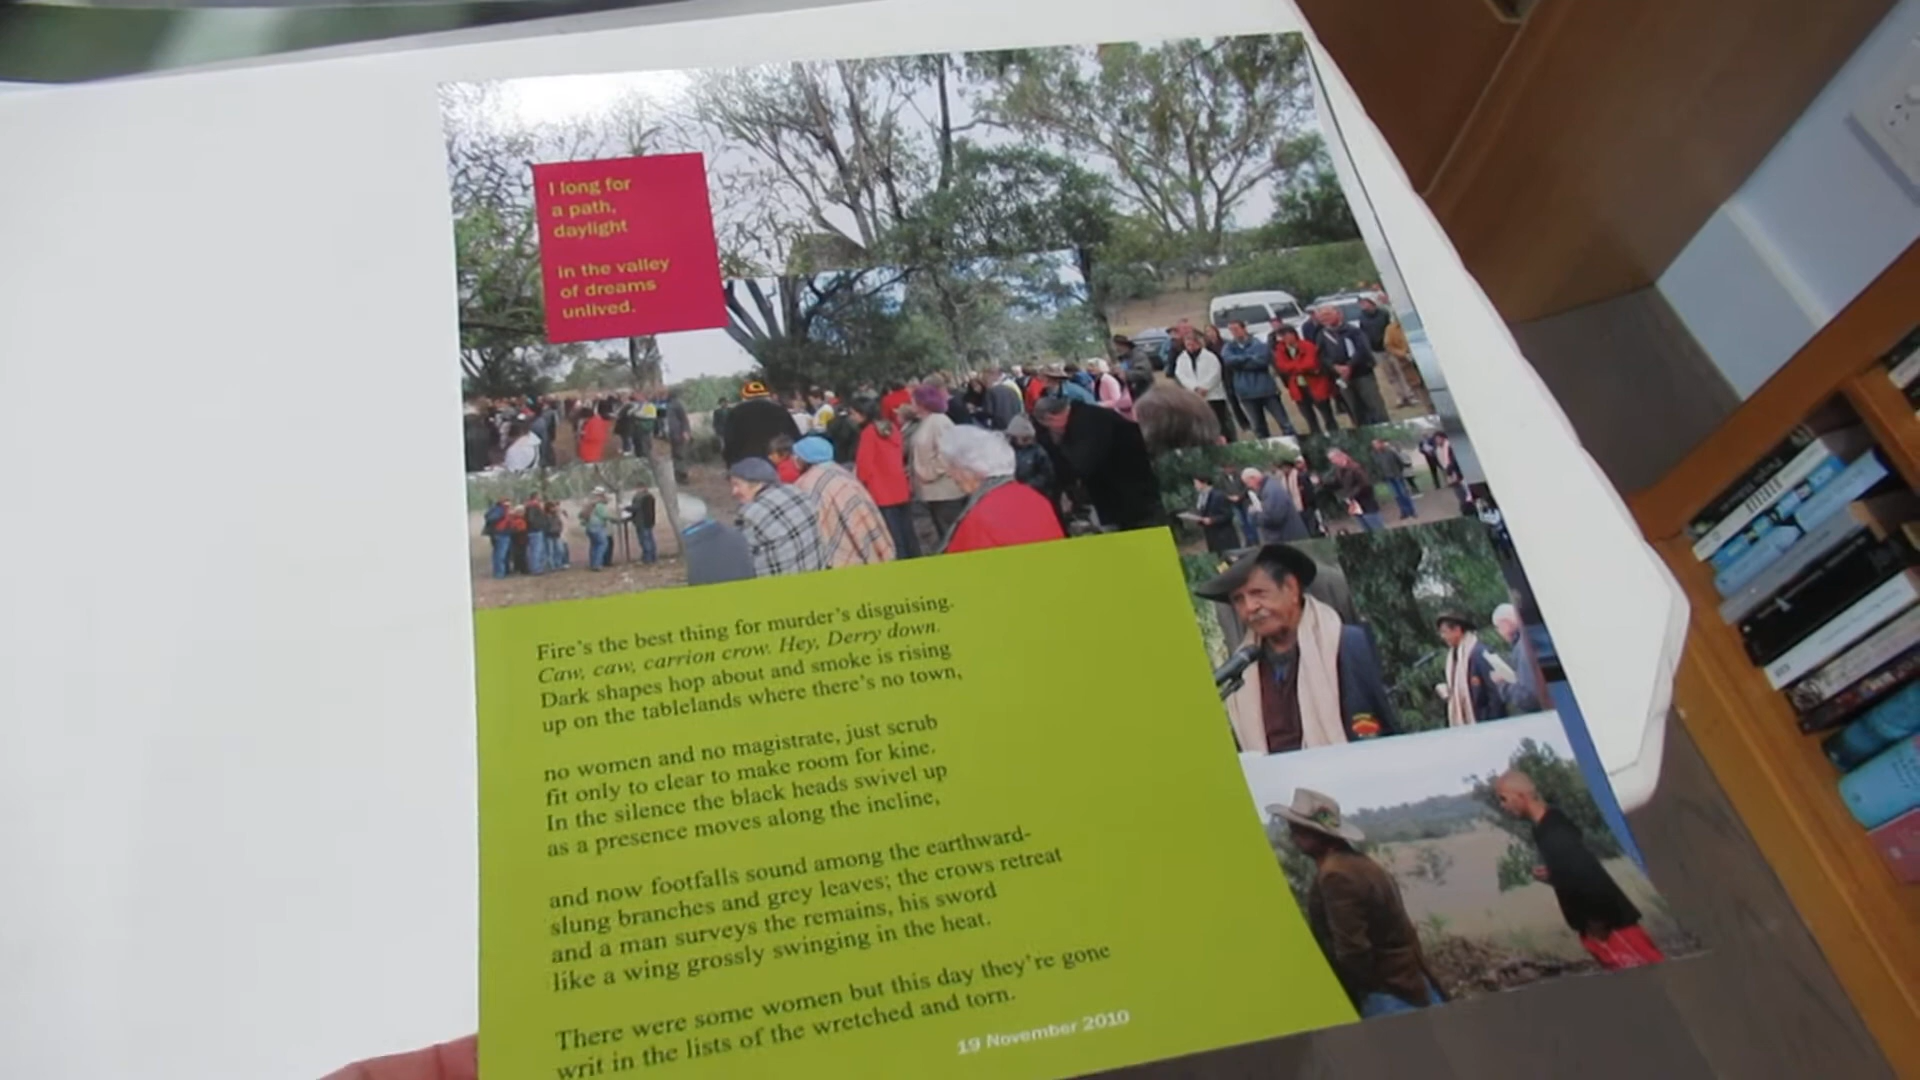 I long for
a path,
daylight
in the valley
of dreams
unlived.
Fire's the best thing for murder's disguising.
Caw, caw, carrion crow. Hey, Derry down.
Dark shapes hop about and smoke is rising
up on the tablelands where there's no town,
no women and no magistrate, just scrub
fit only to clear to make room for kine.
In the silence the black heads swivel up
as a presence moves along the incline,
and now footfalls sound among the earthward-
slung branches and grey leaves; the crows retreat
and a man surveys the remains, his sword
like a wing grossly swinging in the heat.
There were some women but this day they're gone
writ in the lists of the wretched and torn.
19 November 2010